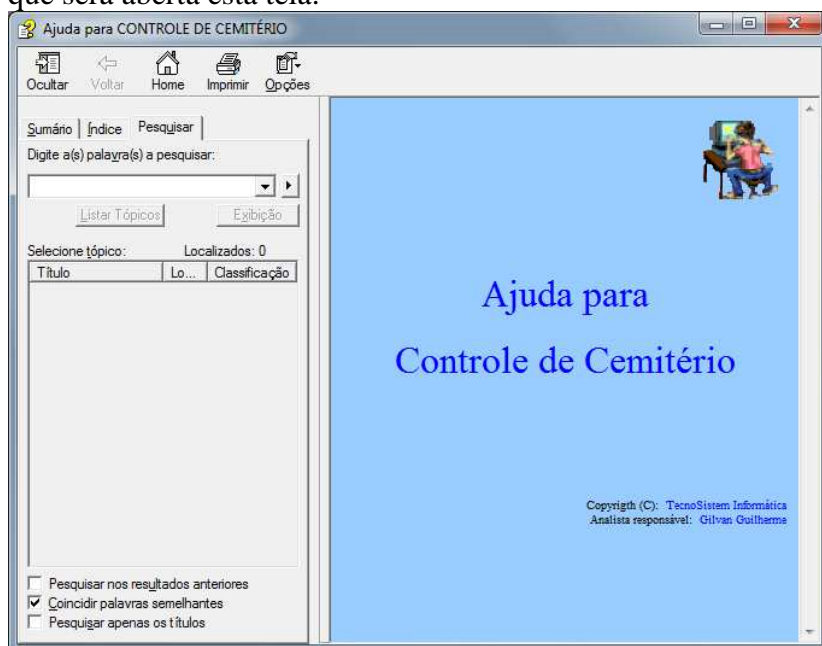 que será aberta esta tela.
Ajuda para CONTROLE DE CEMITÉRIO
Ocultar Voltar Home Imprimir Opções
Sumário Índice Pesquisar
Digite a(s) palavra(s) a pesquisar:
Listar Tópicos Exibição
Selecione tópico: Localizados: 0
Título Lo... Classificação
Pesquisar nos resultados anteriores
Coincidir palavras semelhantes
Pesquisar apenas os títulos
Ajuda para
Controle de Cemitério
Copyrigth (C): TecnoSistem Informática
Analista responsável: Gilvan Guilherme